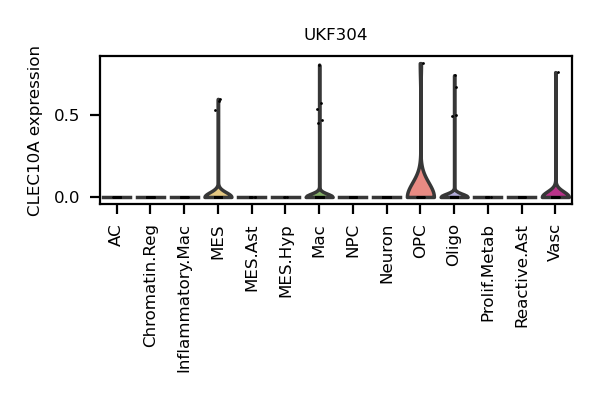 UKF304
CLEC10A expression
0.5
0.0
AC
Chromatin.Reg
Inflammatory.Mac
MES
MES.Ast
MES.Hyp
Mac
NPC
Neuron
OPC
Oligo
Prolif.Metab
Reactive.Ast
Vasc